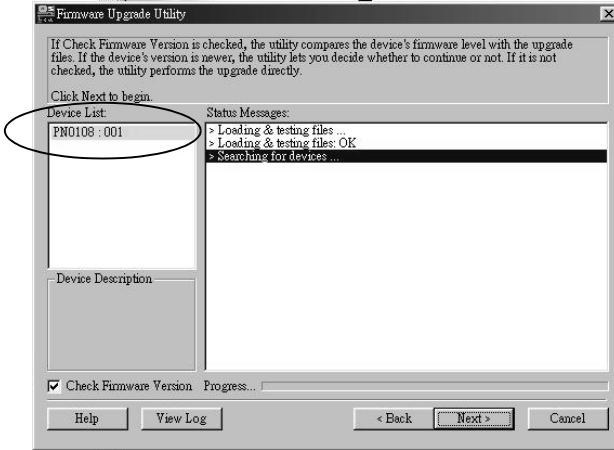 Firmware Upgrade Utility
If Check Firmware Version is checked, the utility compares the device's firmware level with the upgrade
files. If the device's version is newer, the utility lets you decide whether to continue or not. If it is not
checked, the utility performs the upgrade directly.
Click Next to begin.
Device List:
Status Messages:
PN0108 : 001
> Loading & testing files ...
> Loading & testing files: OK
> Searching for devices ...
Device Description
Check Firmware Version
Progress...
Help
View Log
< Back
Next >
Cancel